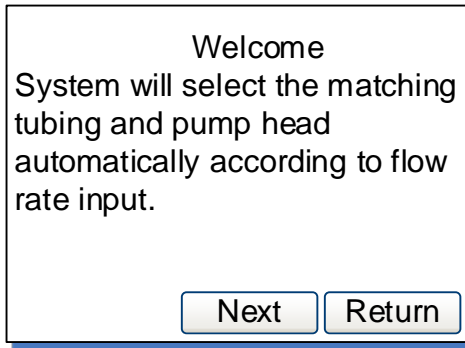 Welcome
System will select the matching
tubing and pump head
automatically according to flow
rate input.
Next
Return